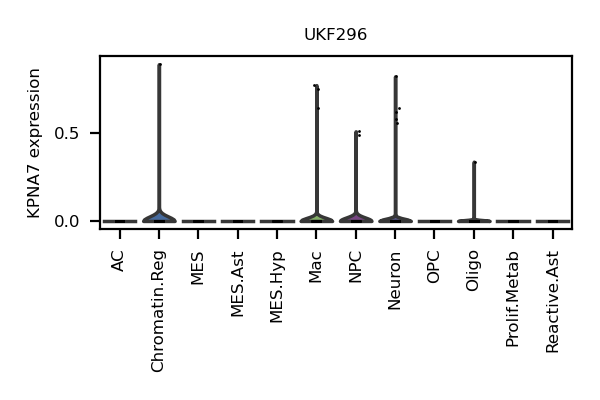 UKF296
KPNA7 expression
0.5
0.0
AC
Chromatin.Reg
MES
MES.Ast
MES.Hyp
Mac
NPC
Neuron
OPC
Oligo
Prolif.Metab
Reactive.Ast